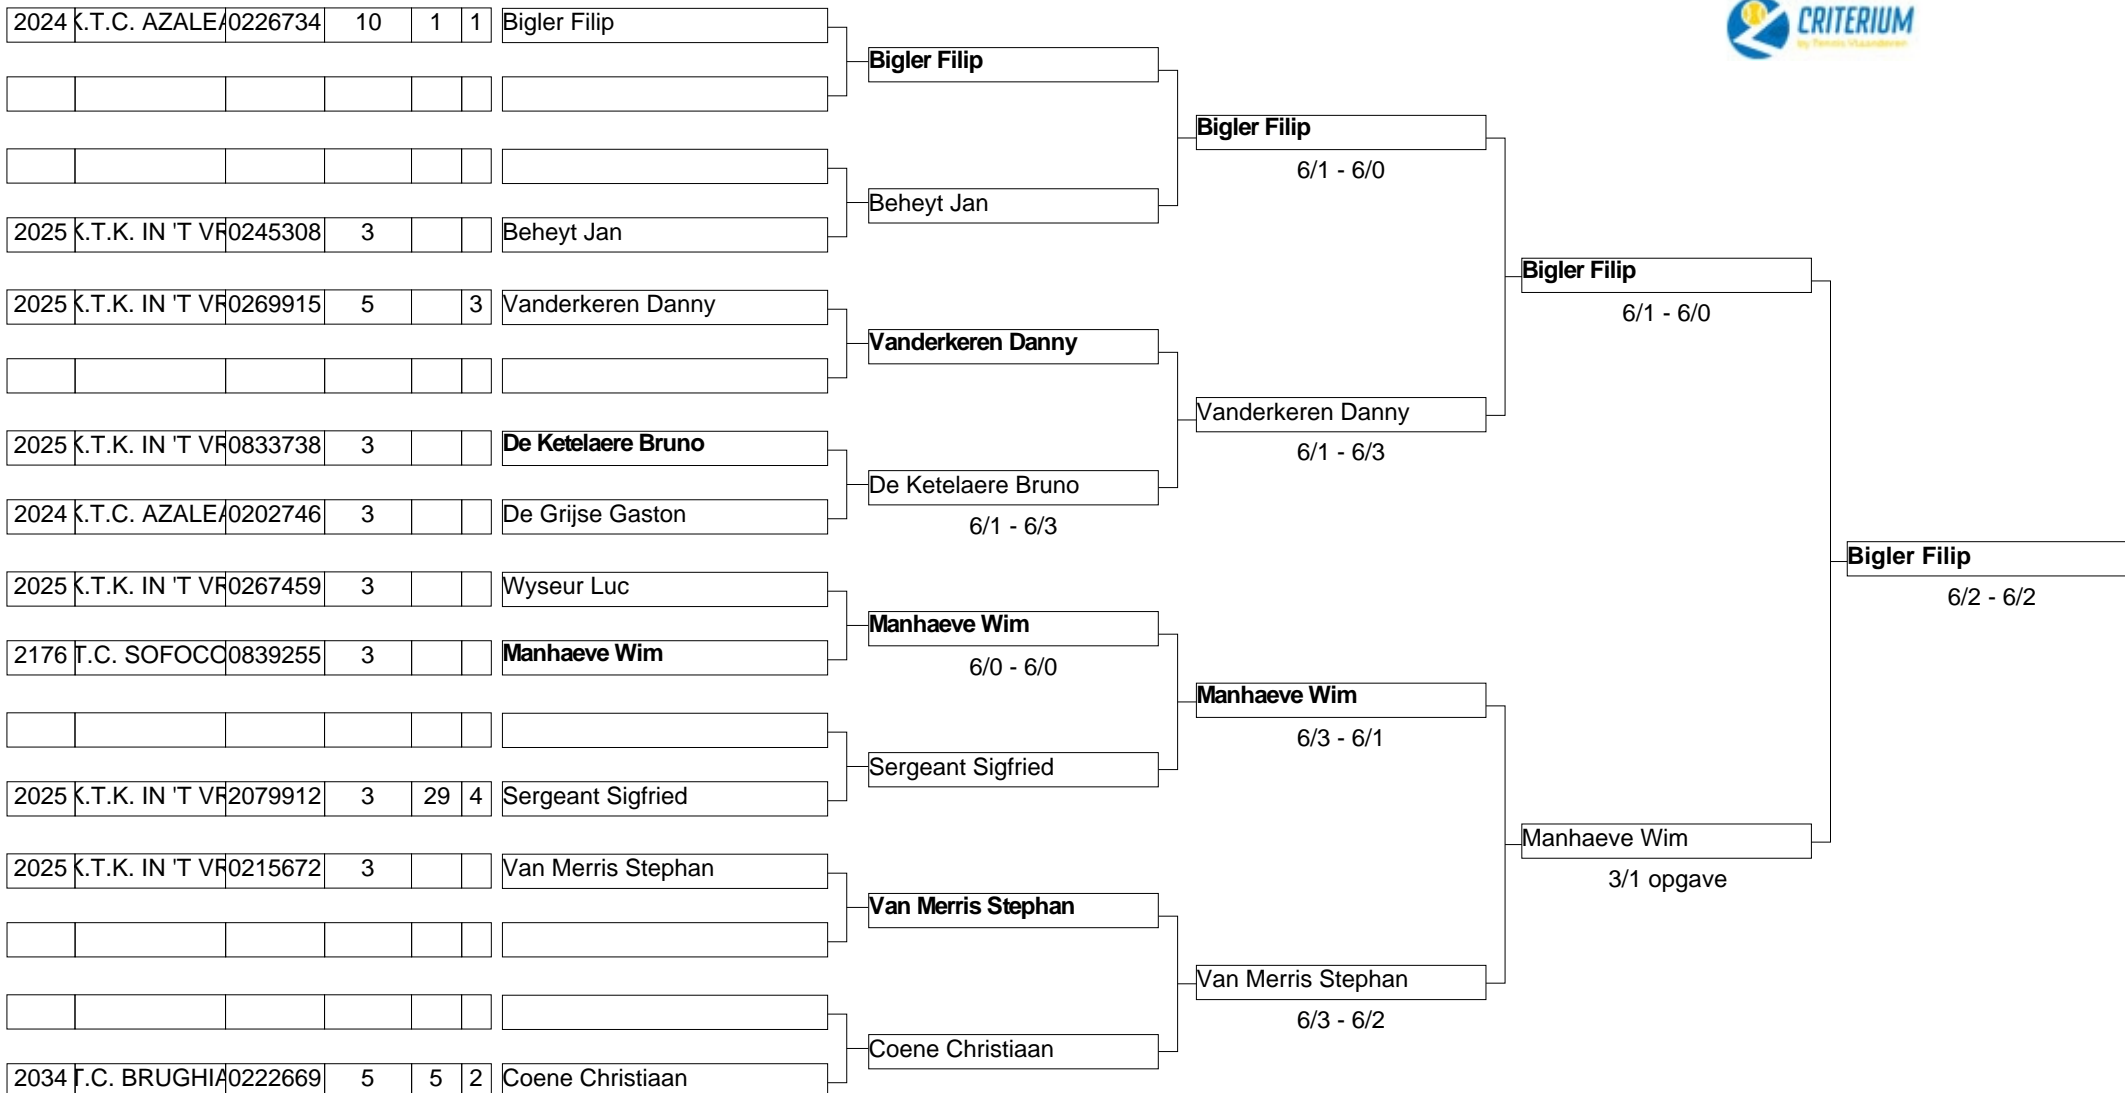 CRITERIUM
by Tennis Vlaanderen
2024 K.T.C. AZALEA 0226734 10 1 1 Bigler Filip
Bigler Filip
Bigler Filip
6/1 - 6/0
Beheyt Jan
2025 K.T.K. IN 'T VR 0245308 3 Beheyt Jan
Bigler Filip
6/1 - 6/0
2025 K.T.K. IN 'T VR 0269915 5 3 Vanderkeren Danny
Vanderkeren Danny
Vanderkeren Danny
6/1 - 6/3
2025 K.T.K. IN 'T VR 0833738 3 De Ketelaere Bruno
De Ketelaere Bruno
6/1 - 6/3
2024 K.T.C. AZALEA 0202746 3 De Grijse Gaston
Bigler Filip
6/2 - 6/2
2025 K.T.K. IN 'T VR 0267459 3 Wyseur Luc
Manhaeve Wim
6/0 - 6/0
2176 T.C. SOFOCO 0839255 3 Manhaeve Wim
Manhaeve Wim
6/3 - 6/1
Sergeant Sigfried
2025 K.T.K. IN 'T VR 2079912 3 29 4 Sergeant Sigfried
Manhaeve Wim
3/1 opgave
2025 K.T.K. IN 'T VR 0215672 3 Van Merris Stephan
Van Merris Stephan
Van Merris Stephan
6/3 - 6/2
Coene Christiaan
2034 T.C. BRUGHIA 0222669 5 5 2 Coene Christiaan